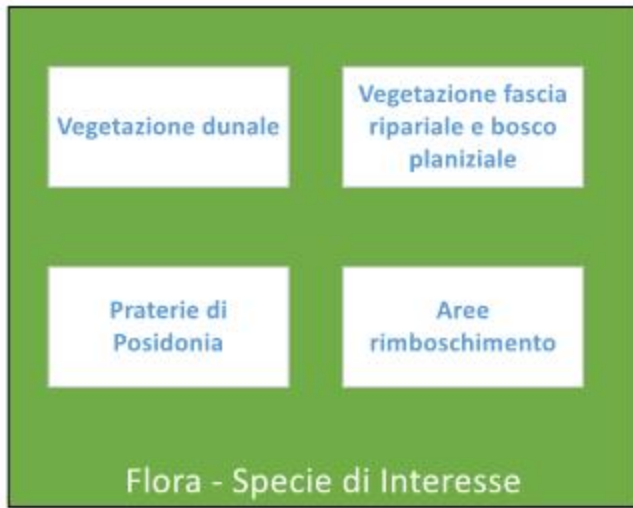 Vegetazione dunale
Vegetazione fascia
ripariale e bosco
planiziale
Praterie di
Posidonia
Aree
rimboschimento
Flora - Specie di Interesse